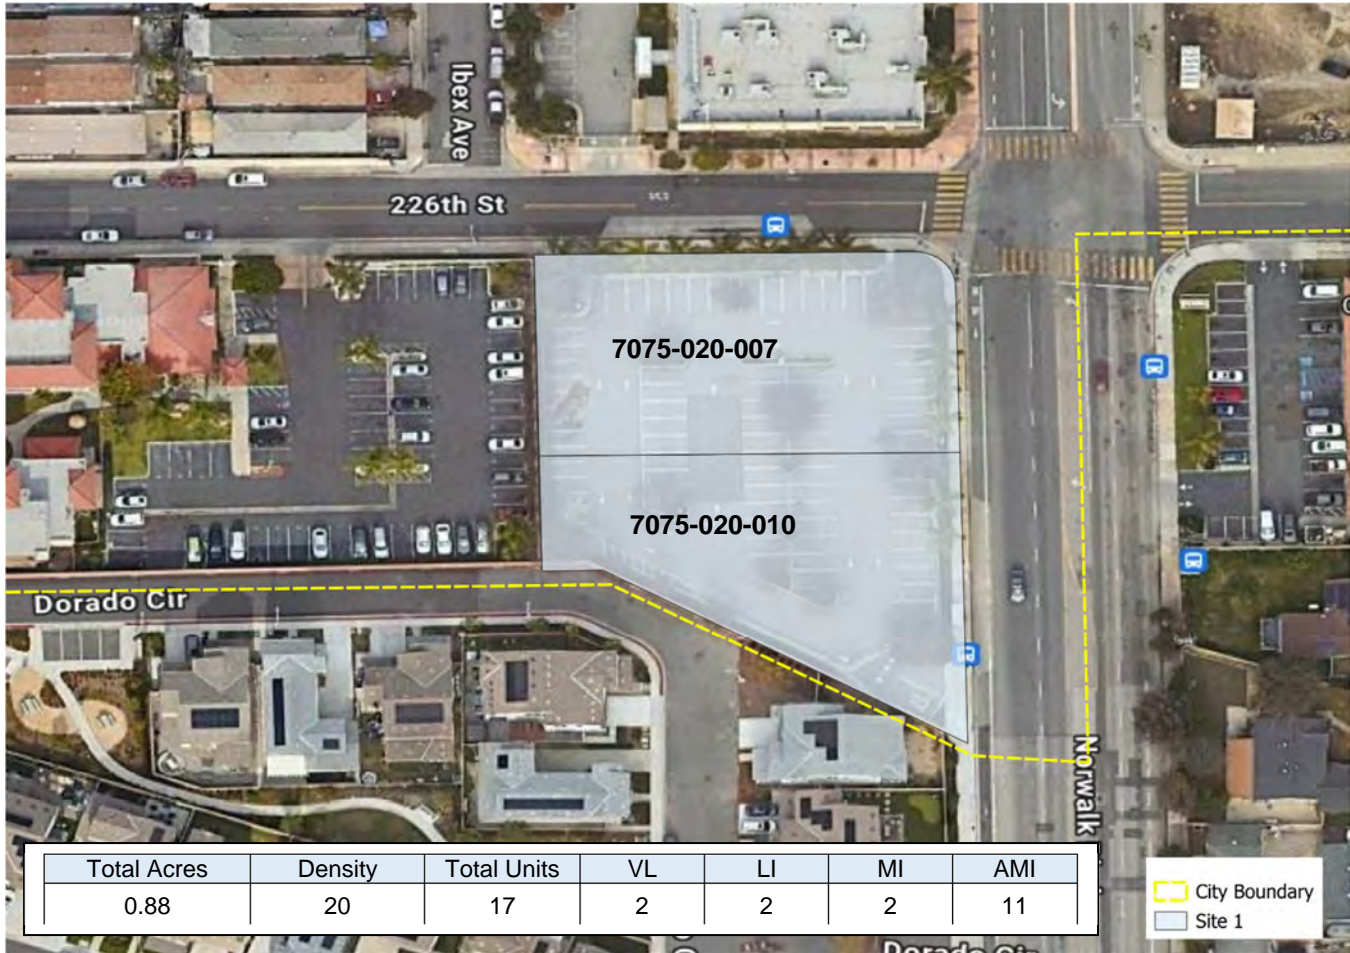 Ibex Ave
226th St
7075-020-007
7075-020-010
Dorado Cir
Norwalk
Total Acres Density Total Units VL LI MI AMI
0.88 20 17 2 2 2 11
City Boundary
Site 1
Dorado Cir